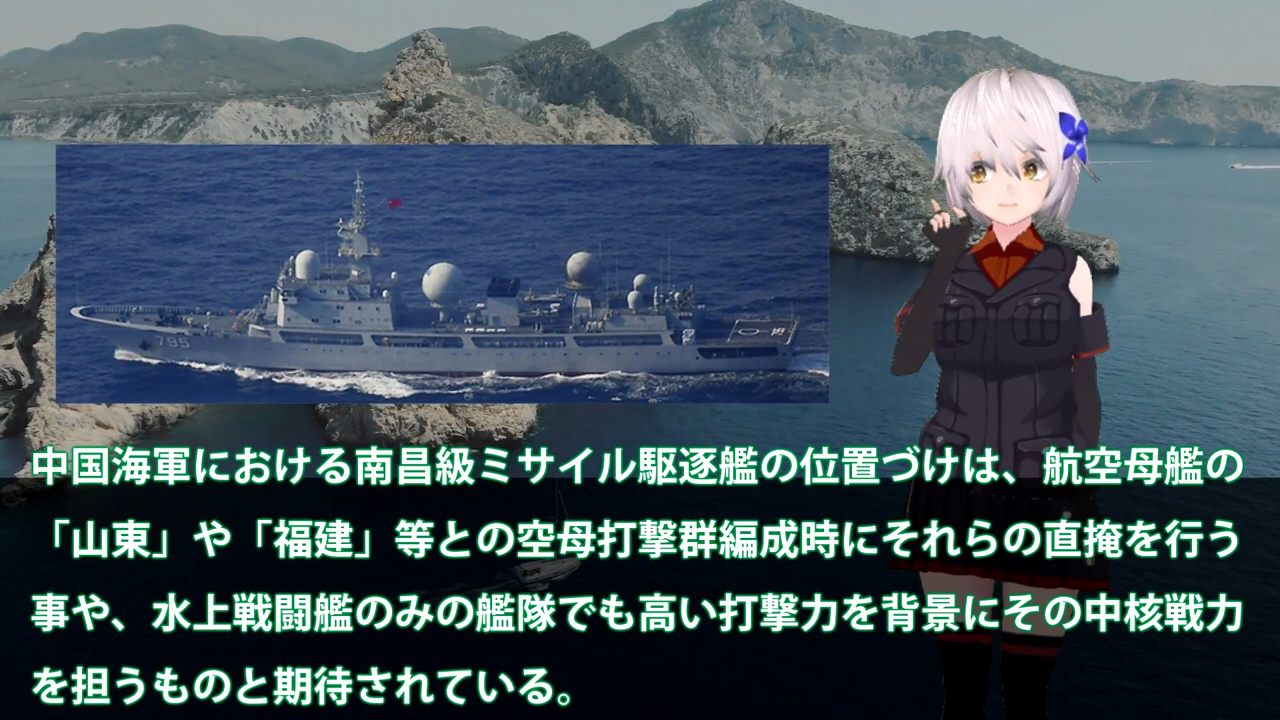 795
中国海軍における南昌級ミサイル駆逐艦の位置づけは、航空母艦の
「山東」や「福建」等との空母打撃群編成時にそれらの直掩を行う
事や、水上戦闘艦のみの艦隊でも高い打撃力を背景にその中核戦力
を担うものと期待されている。